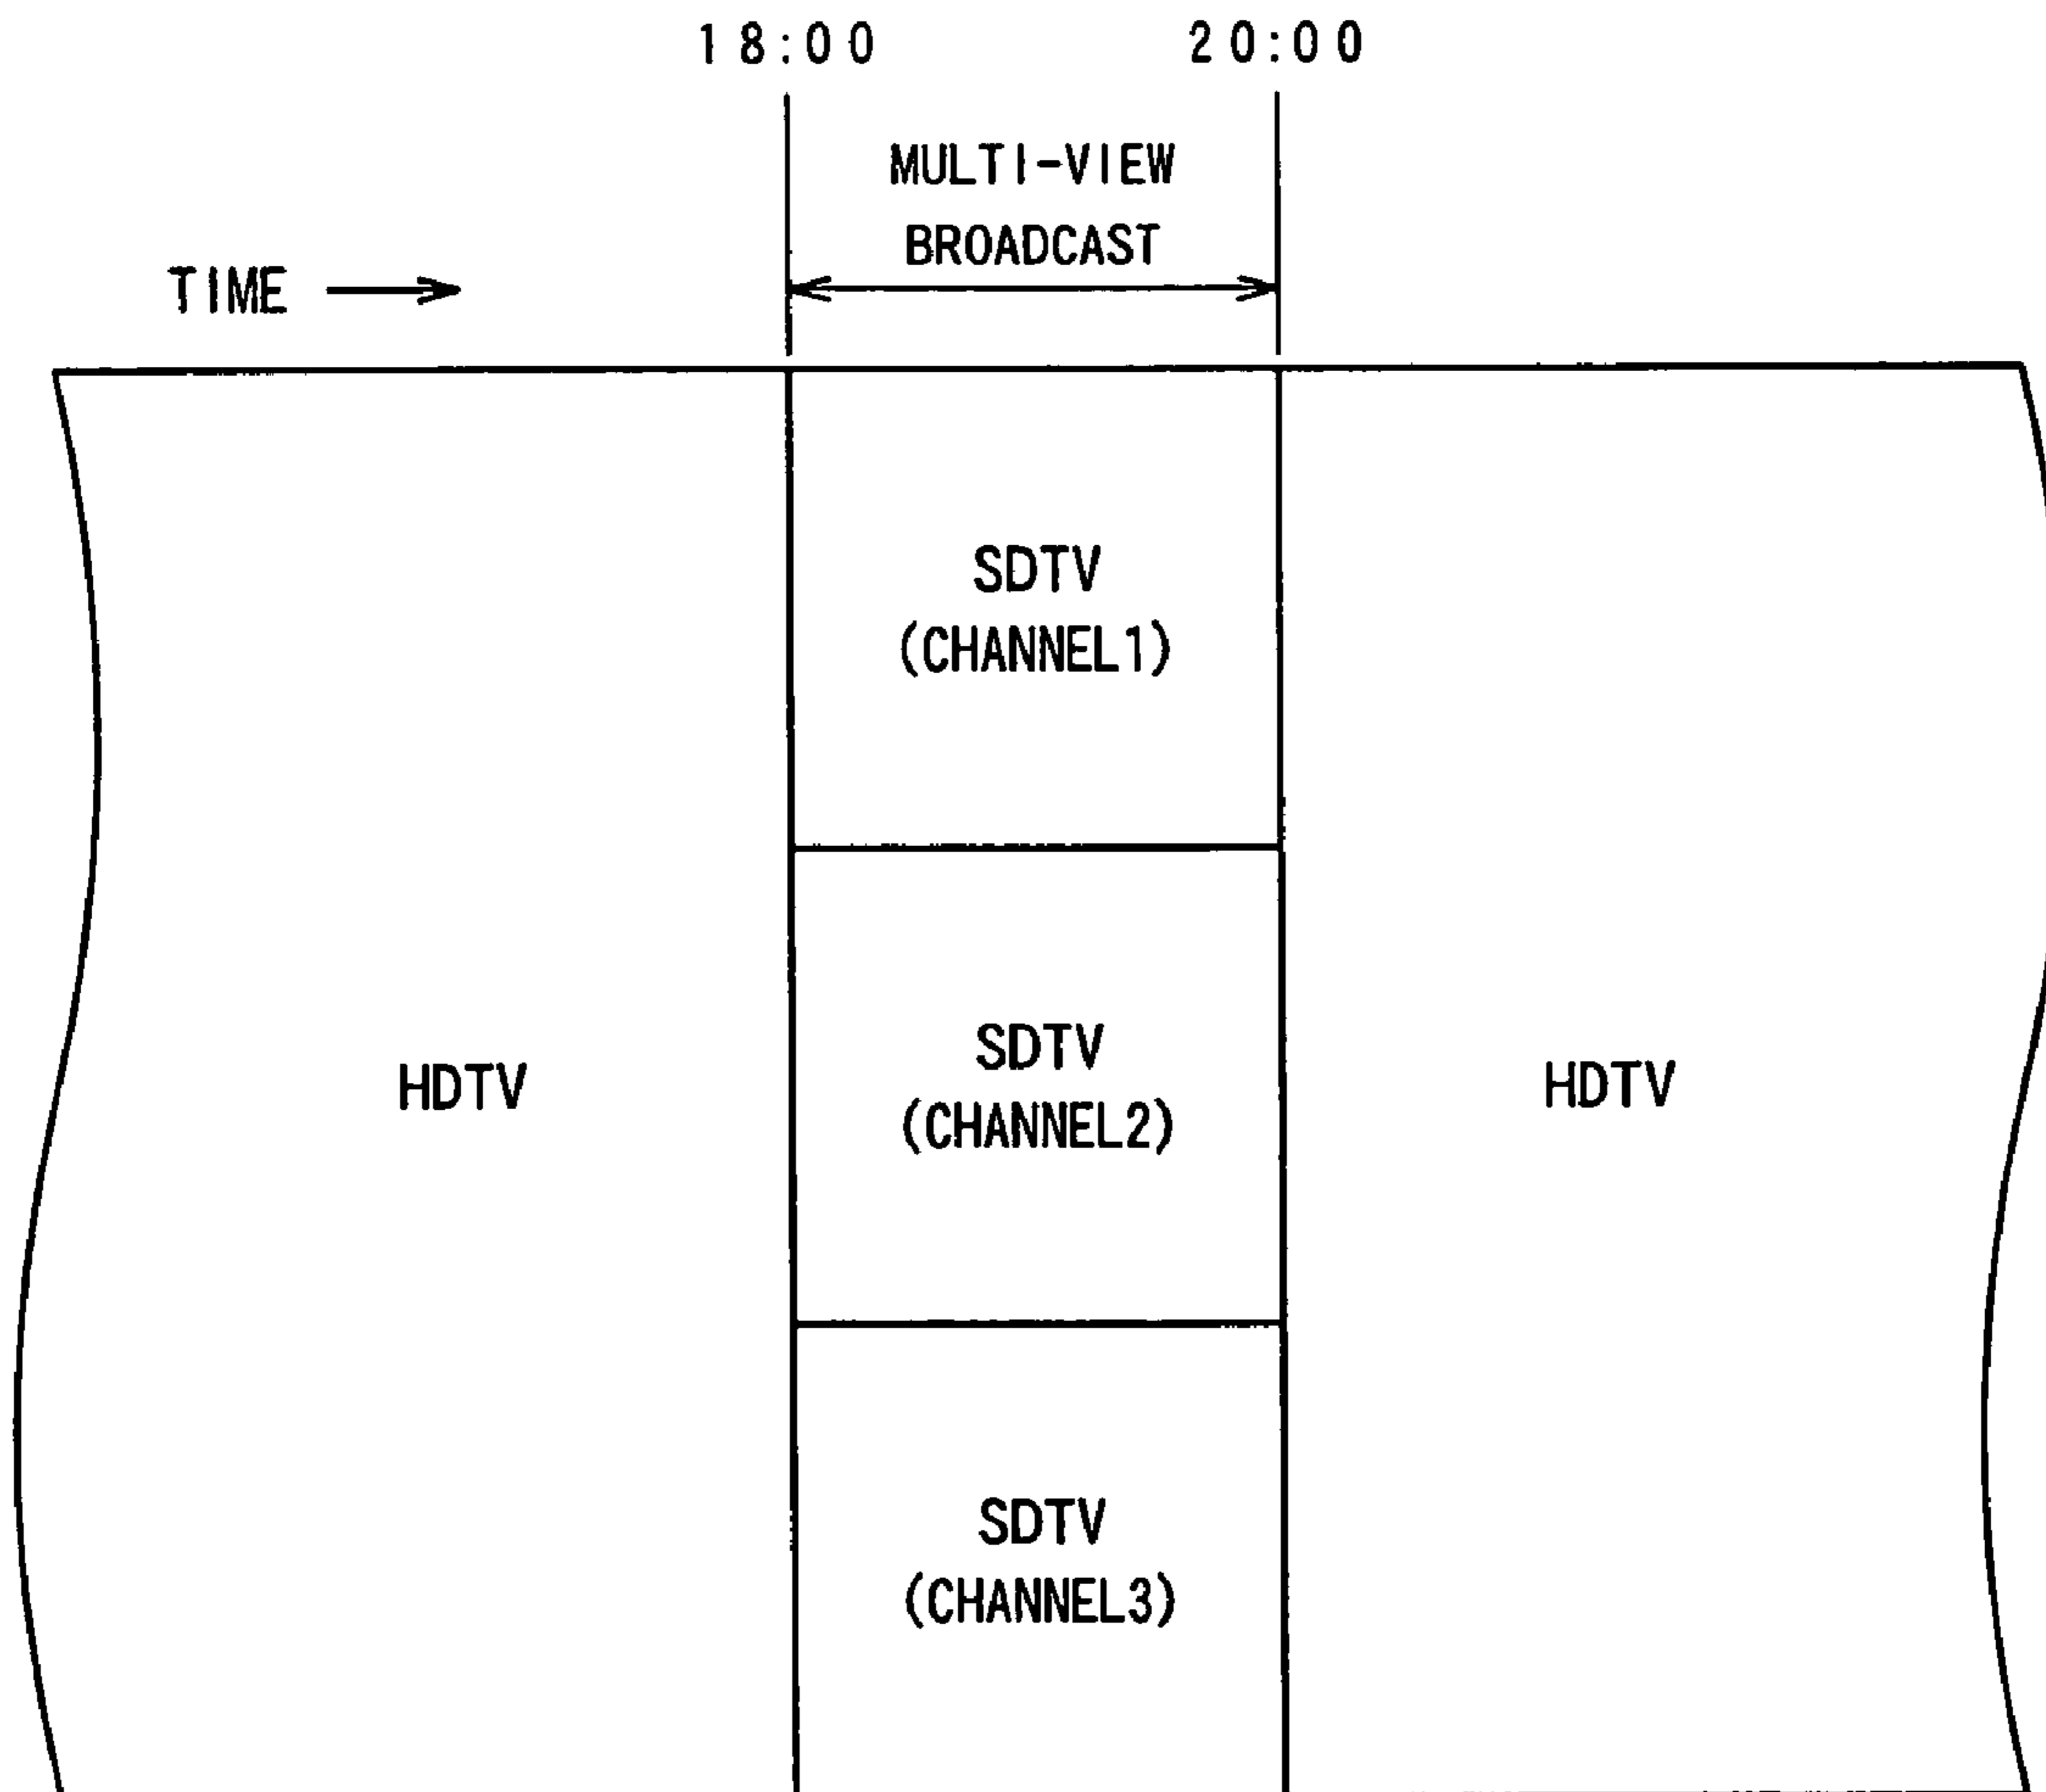 18:00
20:00
MULTI-VIEW
BROADCAST
TIME
SDTV
(CHANNEL1)
HDTV
SDTV
(CHANNEL2)
HDTV
SDTV
(CHANNEL3)